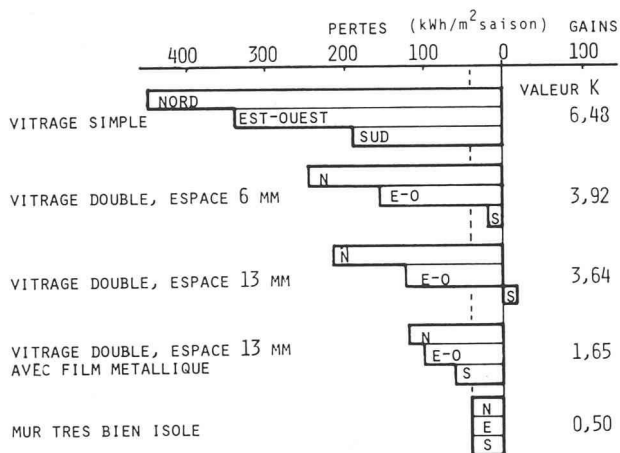 PERTES (kWh/m² saison) GAINS
400 300 200 100 0 100
VALEUR K
NORD
VITRAGE SIMPLE EST-OUEST 6,48
SUD
N
VITRAGE DOUBLE, ESPACE 6 MM E-O 3,92
S
N
VITRAGE DOUBLE, ESPACE 13 MM E-O 3,64
S
N
VITRAGE DOUBLE, ESPACE 13 MM E-O 1,65
AVEC FILM METALLIQUE S
N
MUR TRES BIEN ISOLE E 0,50
S